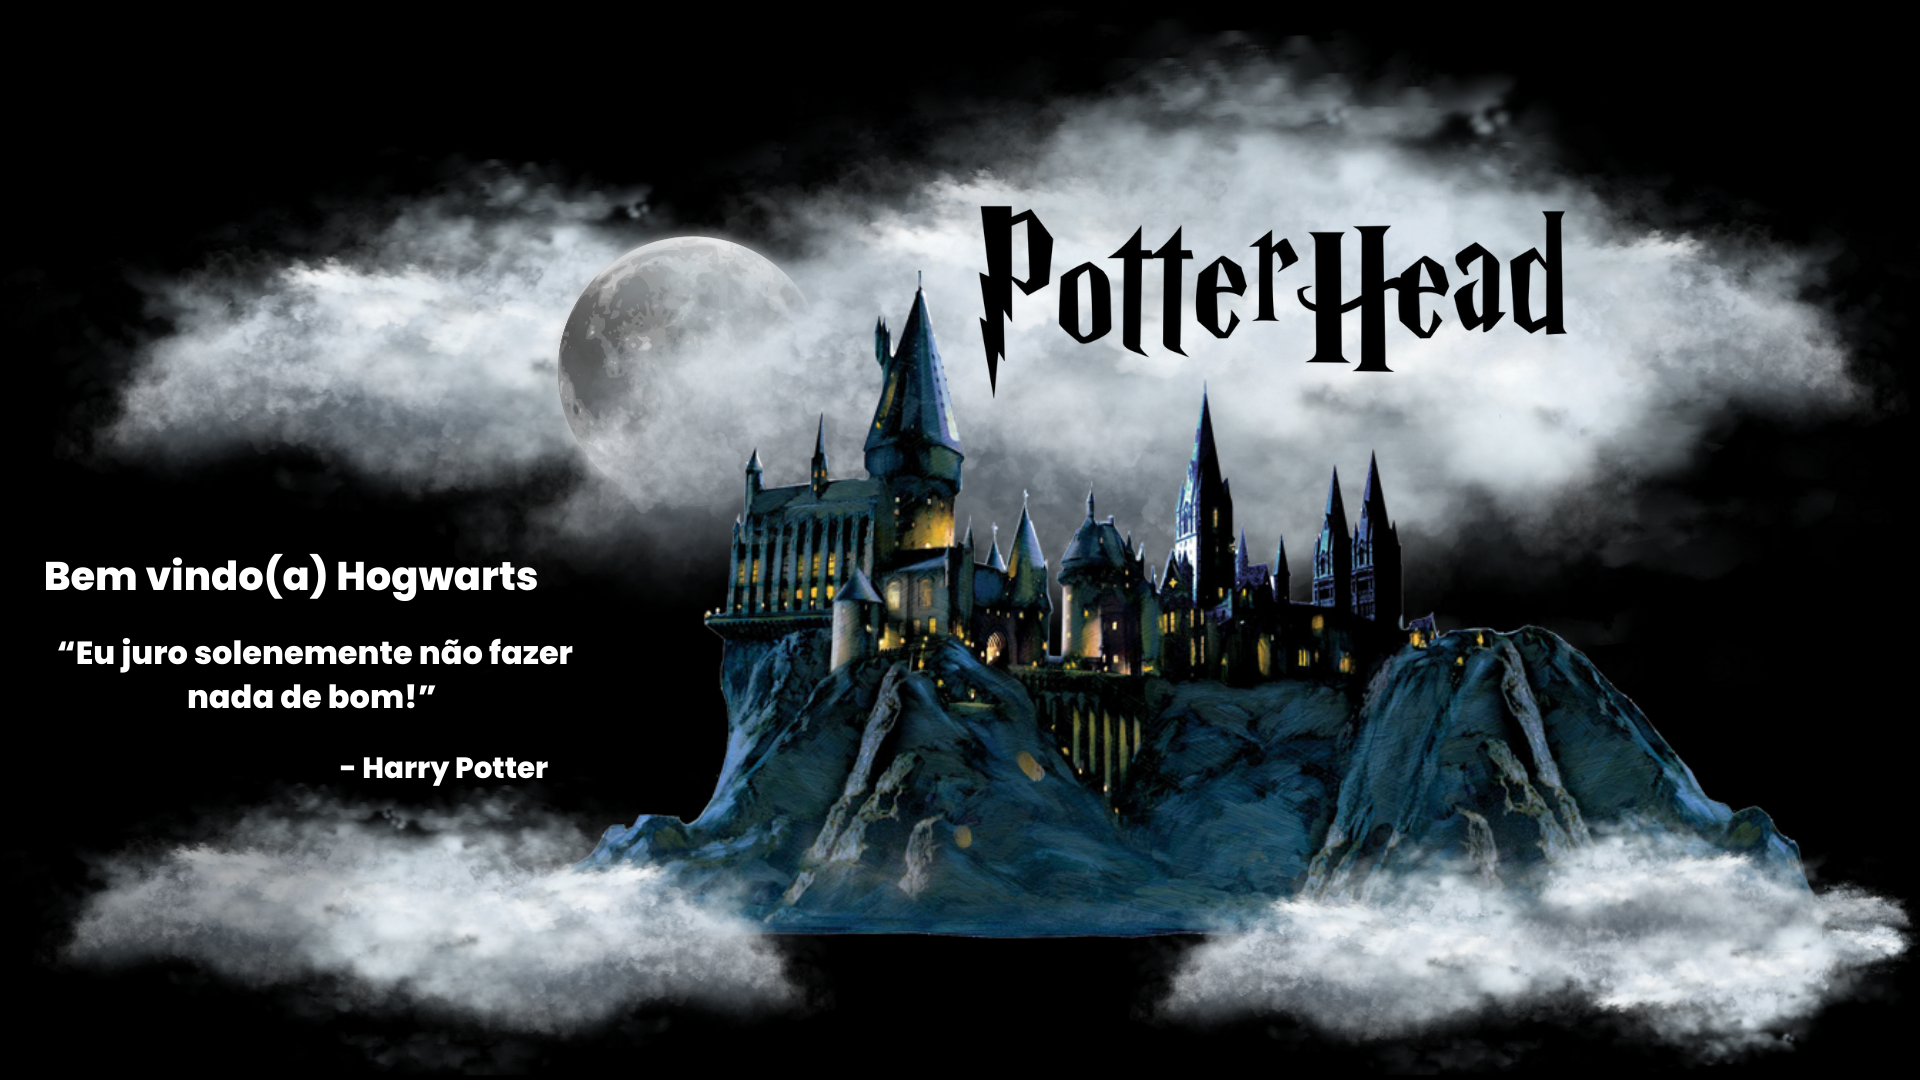 PotterHead
Bem vindo(a) Hogwarts
“Eu juro solenemente não fazer
nada de bom!”
- Harry Potter